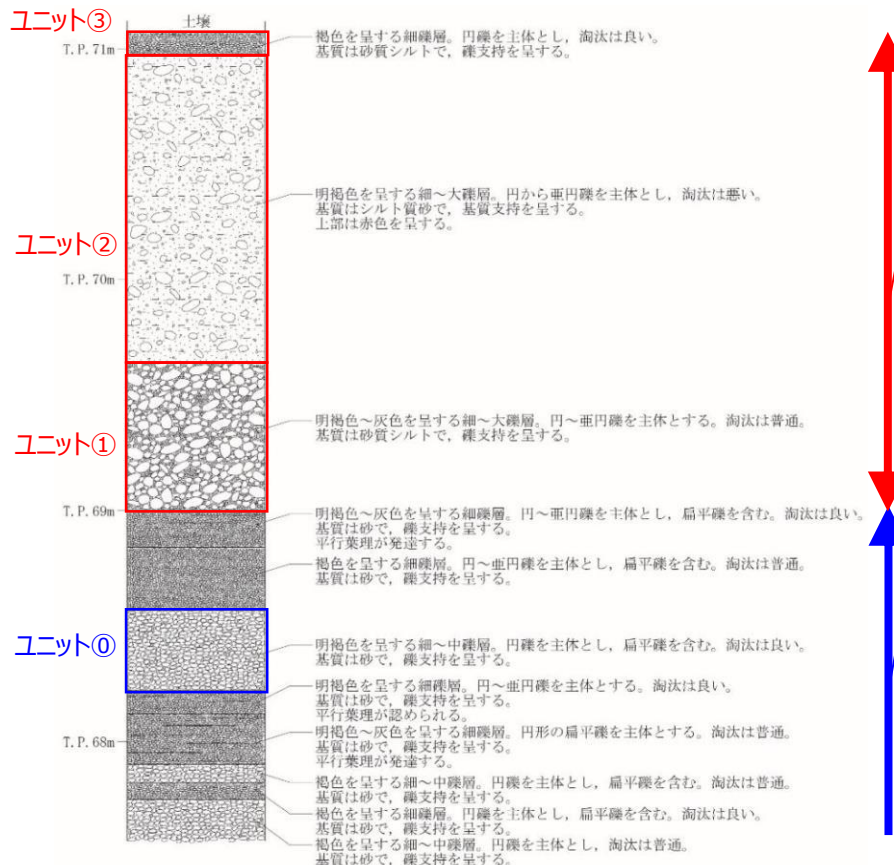 ユニット③
土壌
T. P. 71m
褐色を呈する細礫層。円礫を主体とし，淘汰は良い。
基質は砂質シルトで，礫支持を呈する。
明褐色を呈する細～大礫層。円から亜円礫を主体とし，淘汰は悪い。
基質はシルト質砂で，基質支持を呈する。
上部は赤色を呈する。
ユニット②
T. P. 70m
明褐色～灰色を呈する細～大礫層。円～亜円礫を主体とする。淘汰は普通。
基質は砂質シルトで，礫支持を呈する。
ユニット①
T. P. 69m
明褐色～灰色を呈する細礫層。円～亜円礫を主体とし，扁平礫を含む。淘汰は良い。
基質は砂で，礫支持を呈する。
平行葉理が発達する。
褐色を呈する細礫層。円～亜円礫を主体とし，扁平礫を含む。淘汰は普通。
基質は砂で，礫支持を呈する。
ユニット⓪
明褐色を呈する細～中礫層。円礫を主体とし，扁平礫を含む。淘汰は良い。
基質は砂で，礫支持を呈する。
明褐色を呈する細礫層。円～亜円礫を主体とする。淘汰は良い。
基質は砂で，礫支持を呈する。
平行葉理が認められる。
明褐色～灰色を呈する細礫層。円形の扁平礫を主体とする。淘汰は普通。
基質は砂で，礫支持を呈する。
平行葉理が発達する。
T. P. 68m
褐色を呈する細～中礫層。円礫を主体とし，扁平礫を含む。淘汰は普通。
基質は砂で，礫支持を呈する。
褐色を呈する細礫層。円礫を主体とし，扁平礫を含む。淘汰は良い。
基質は砂で，礫支持を呈する。
褐色を呈する細～中礫層。円礫を主体とし，淘汰は普通。
基質は砂で，礫支持を呈する。